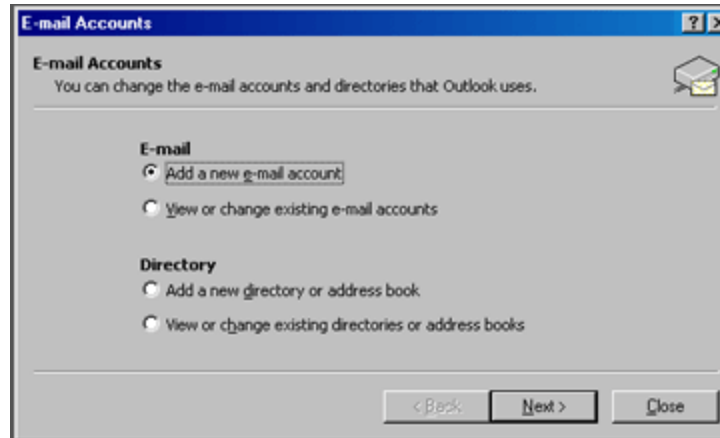 E-mail Accounts
E-mail Accounts
You can change the e-mail accounts and directories that Outlook uses.
E-mail
Add a new e-mail account
View or change existing e-mail accounts
Directory
Add a new directory or address book
View or change existing directories or address books
< Back Next > Close